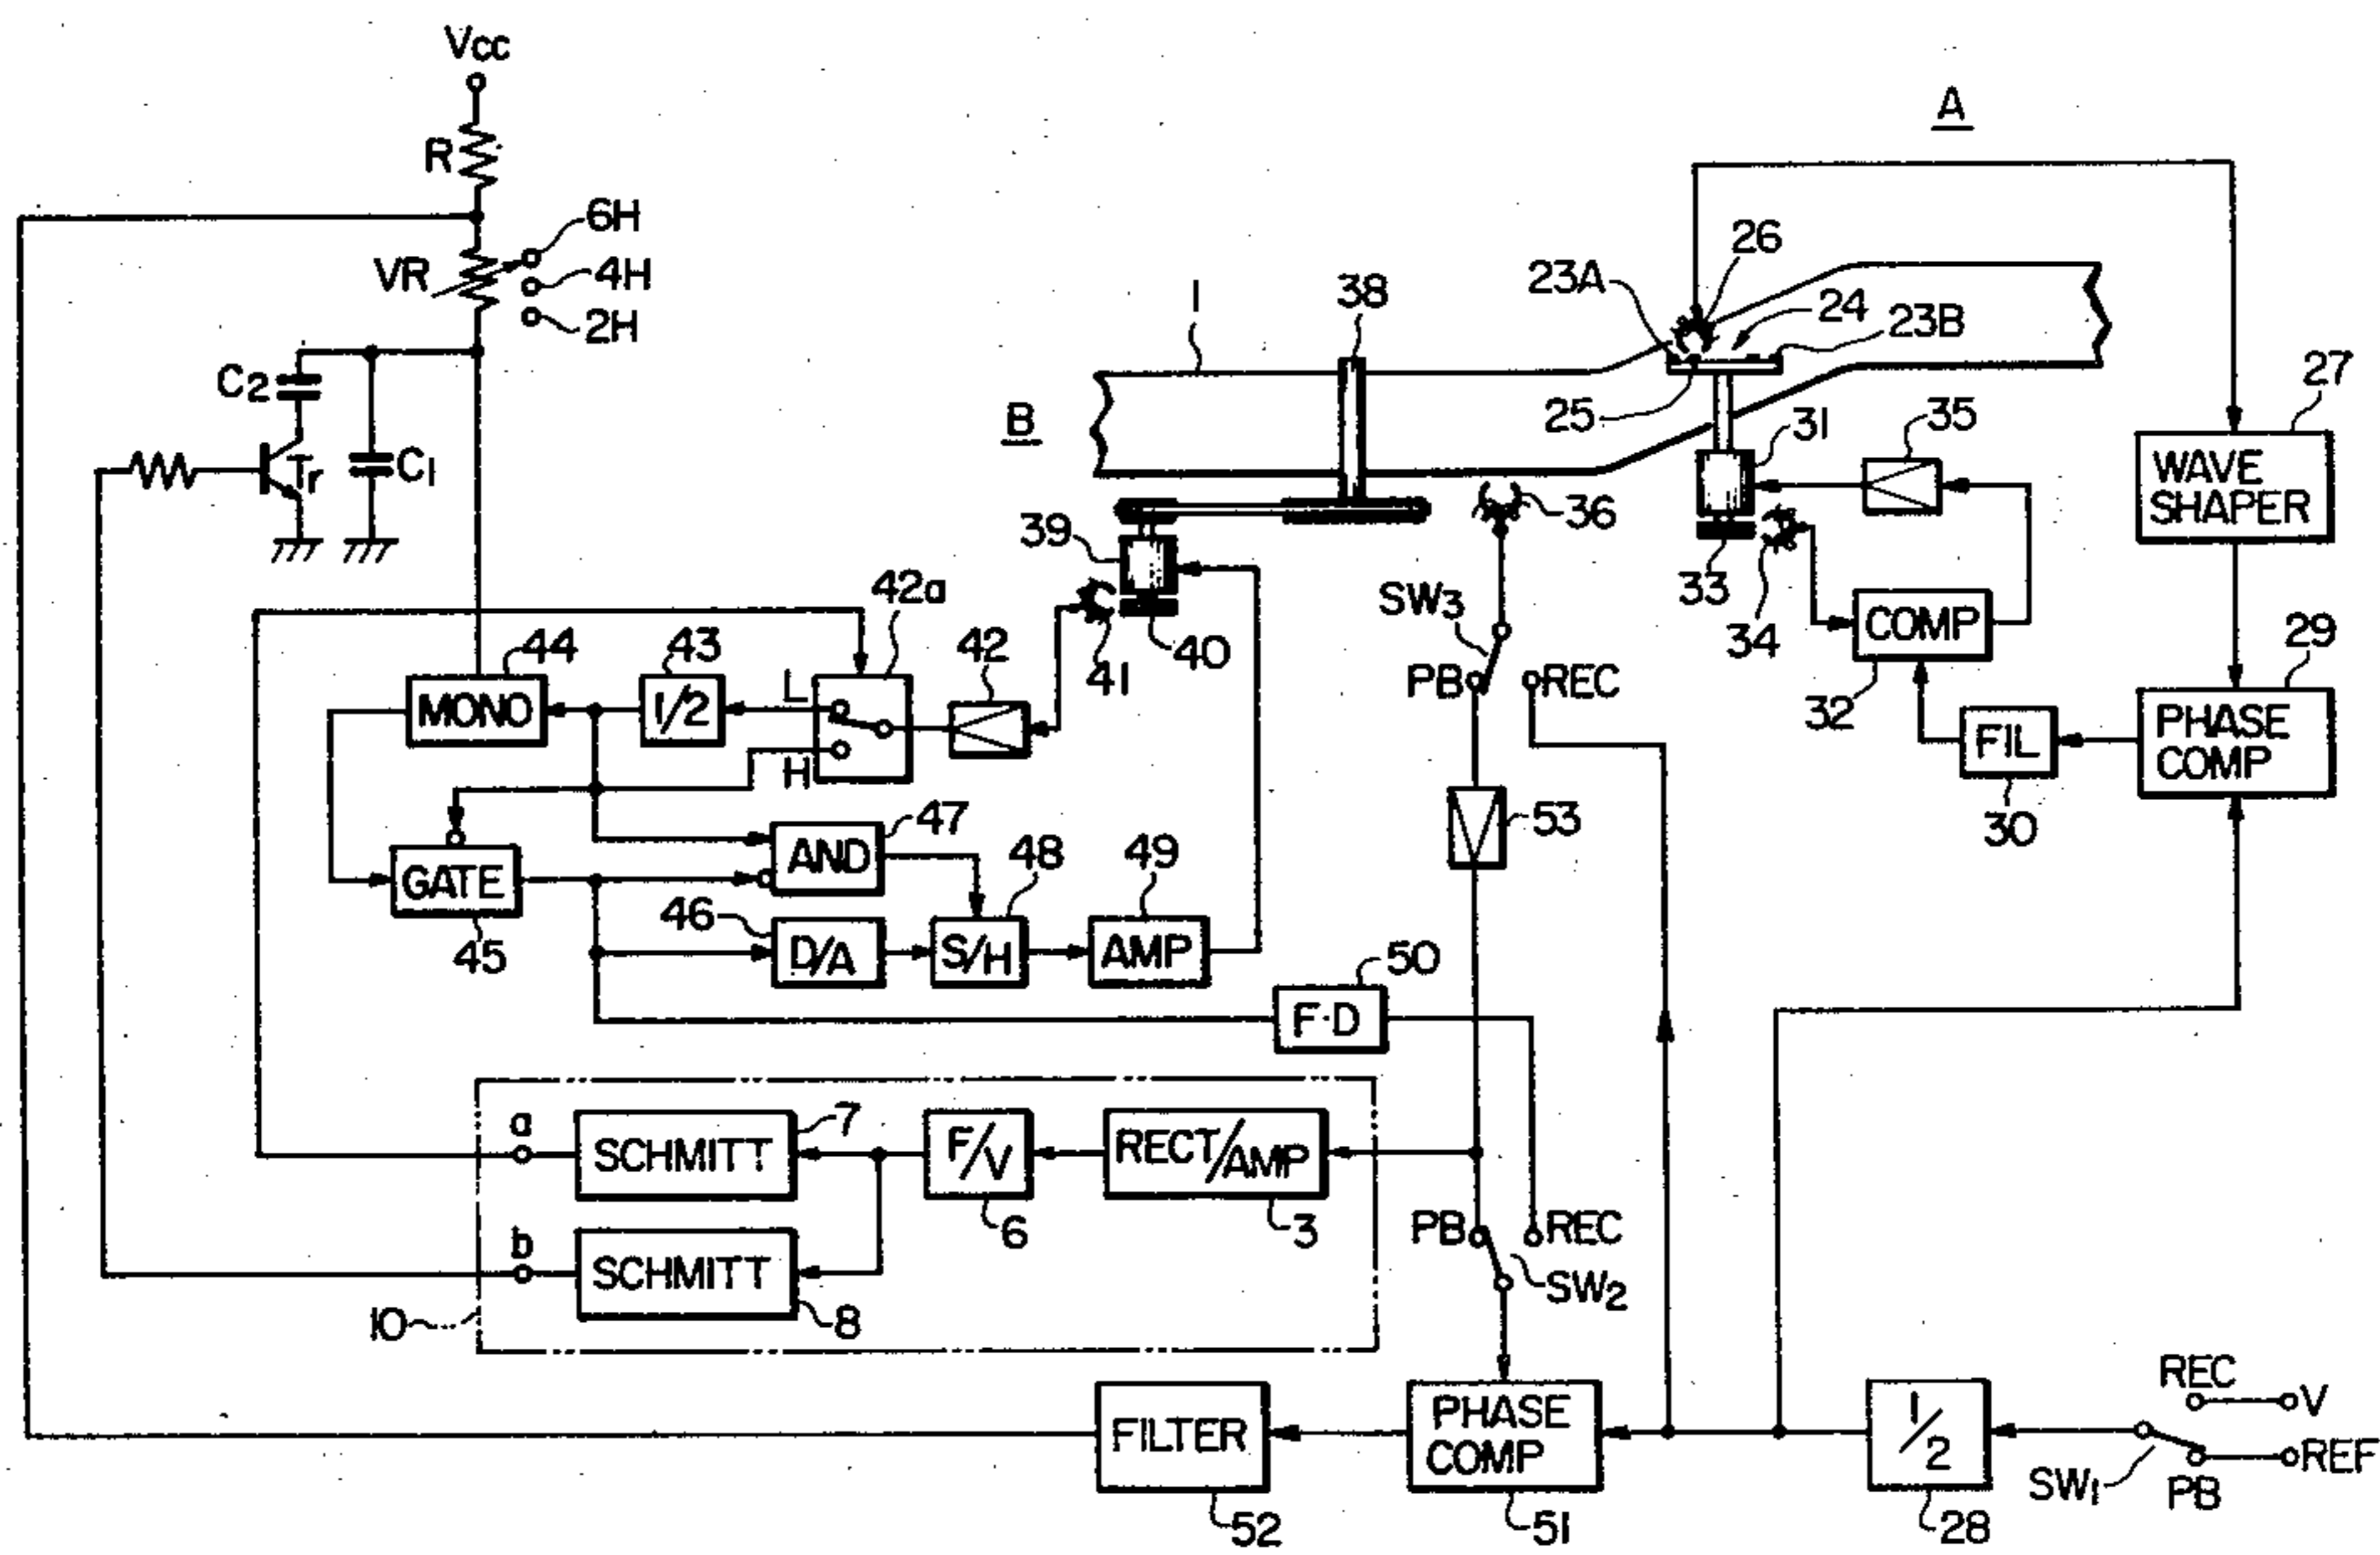 Vcc
A
R
6H
26
VR
4H
1
38
23A
24
23B
2H
27
C2
B
25
31
35
WAVE
SHAPER
Tr
C1
39
36
33
34
42a
SW3
COMP
29
44
43
42
41
40
PB
REC
32
MONO
1/2
L
H
FIL
PHASE
COMP
30
47
53
GATE
AND
48
49
45
46
D/A
S/H
AMP
50
F·D
a
7
SCHMITT
F/V
RECT/AMP
6
3
b
SCHMITT
8
10
PB
REC
SW2
REC
V
FILTER
PHASE
COMP
1/2
SW1
PB
REF
52
51
28